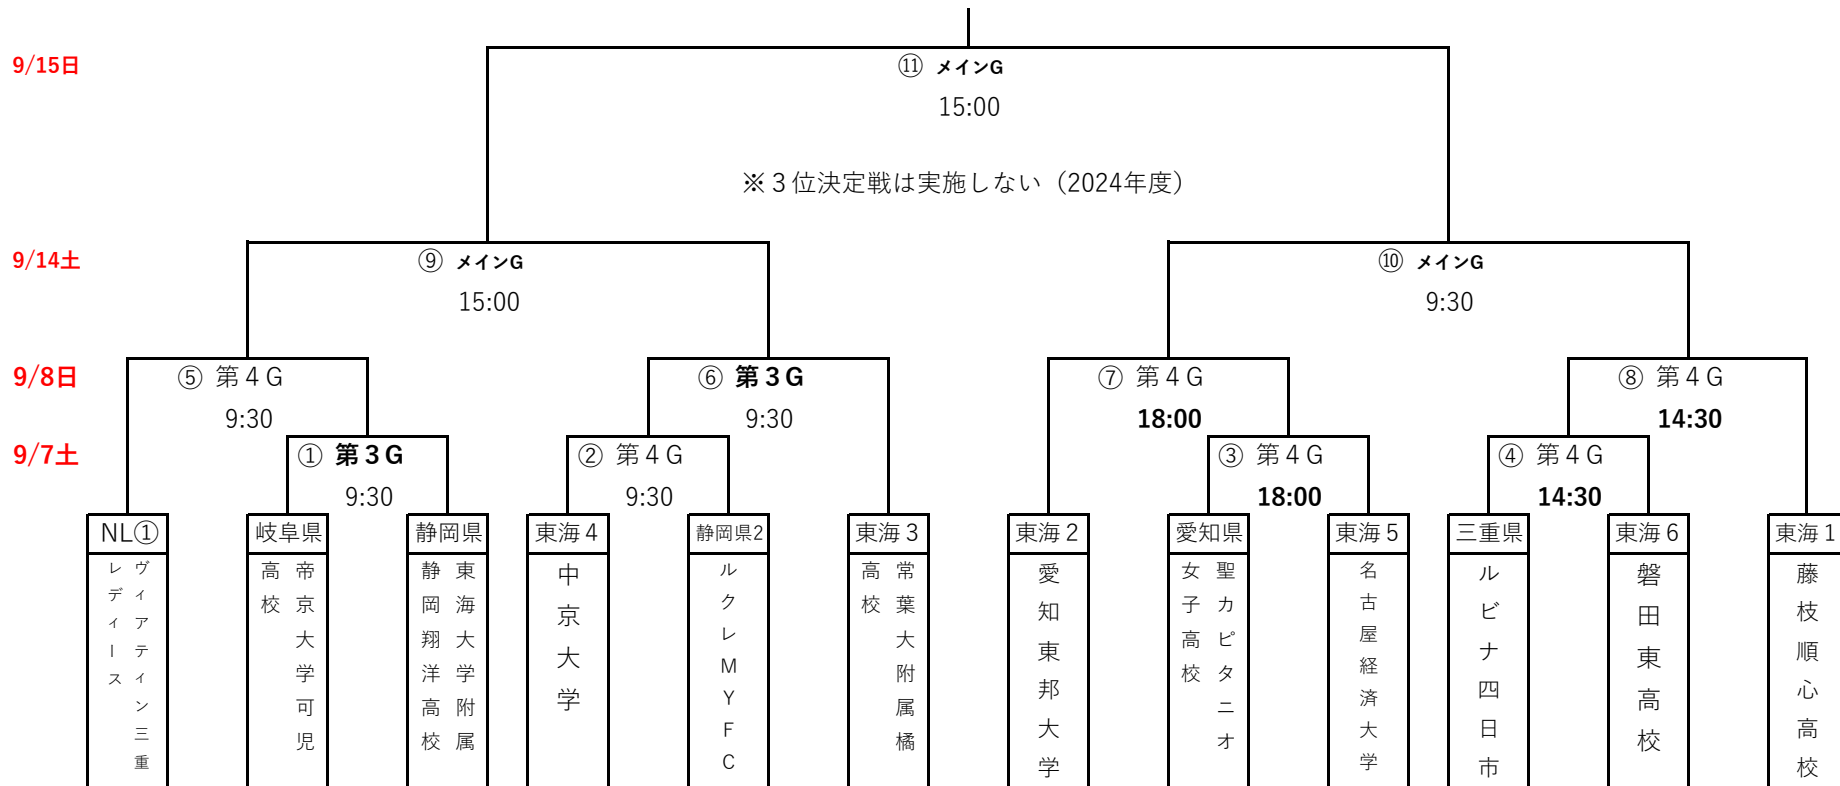 9/15日
⑪ メインG
15:00
※３位決定戦は実施しない（2024年度）
9/14土
⑨ メインG
15:00
⑩ メインG
9:30
9/8日
⑤ 第４G
9:30
⑥ 第３G
9:30
⑦ 第４G
18:00
⑧ 第４G
14:30
9/7土
① 第３G
9:30
② 第４G
9:30
③ 第４G
18:00
④ 第４G
14:30
NL①
ヴィアティン三重
レディース
岐阜県
帝京大学可児
高校
静岡県
東海大学附属
静岡翔洋高校
東海４
中京大学
静岡県2
ルクレMYFC
東海３
常葉大附属橘
高校
東海２
愛知東邦大学
愛知県
聖カピタニオ
女子高校
東海５
名古屋経済大学
三重県
ルビナ四日市
東海６
磐田東高校
東海１
藤枝順心高校